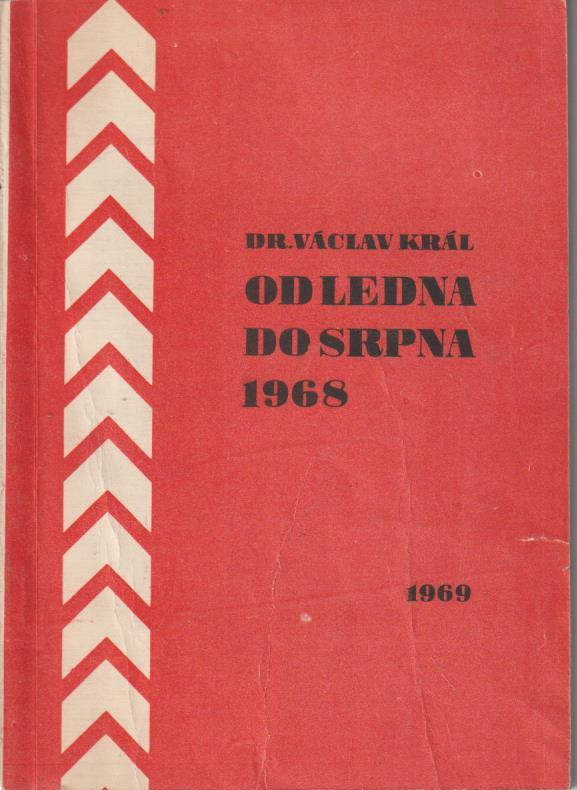 DR. VÁCLAV KRÁL
OD LEDNA
DO SRPNA
1968
1969